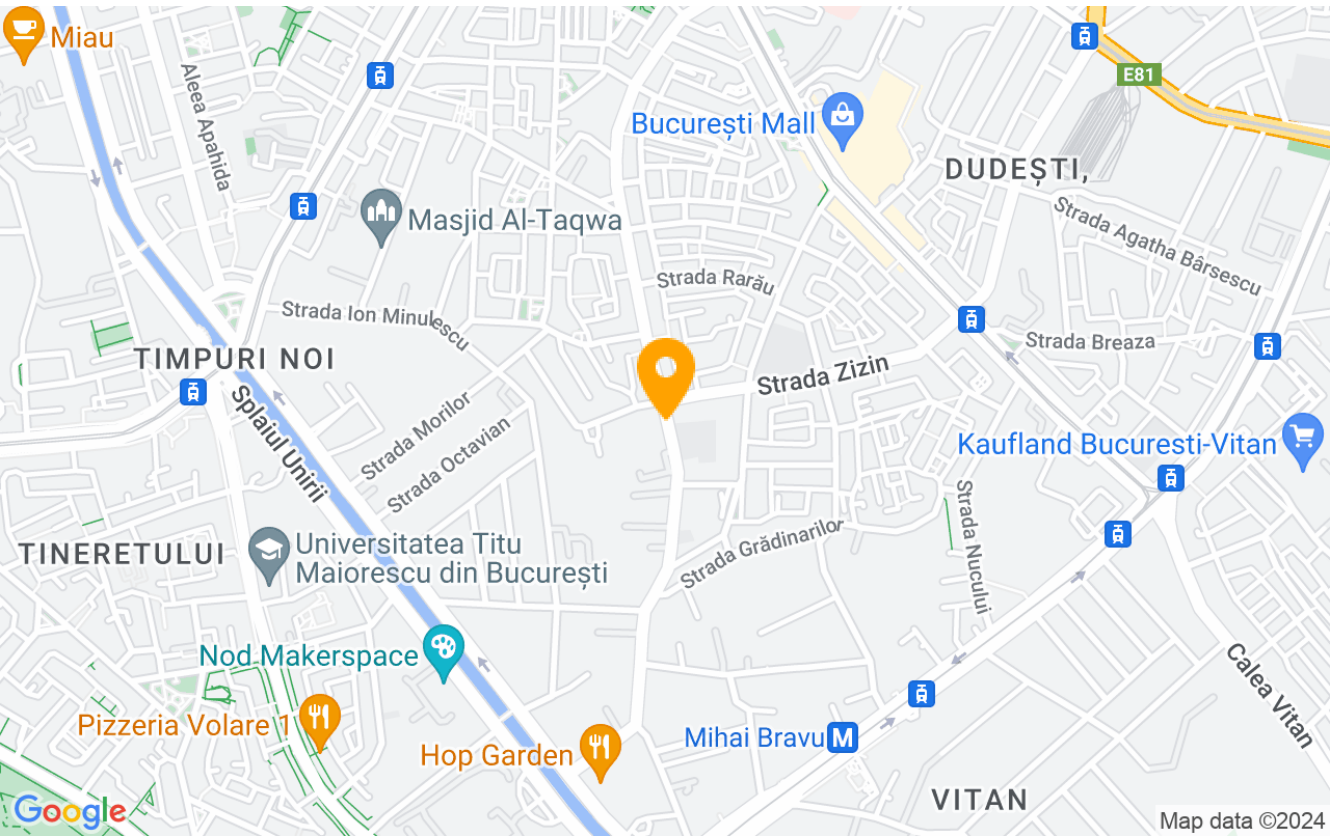 Miau
Aleea Apahida
E81
București Mall
DUDEȘTI,
Masjid Al-Taqwa
Strada Agatha Bârsescu
Strada Rarău
Strada Ion Minulescu
Strada Breaza
TIMPURI NOI
Strada Zizin
Splaiul Unirii
Strada Morilor
Strada Octavian
Kaufland Bucuresti-Vitan
Strada Nucului
Strada Grădinarilor
TINERETULUI
Universitatea Titu
Maiorescu din București
Nod Makerspace
Calea Vitan
Pizzeria Volare 1
Mihai Bravu M
Hop Garden
VITAN
Google
Map data ©2024